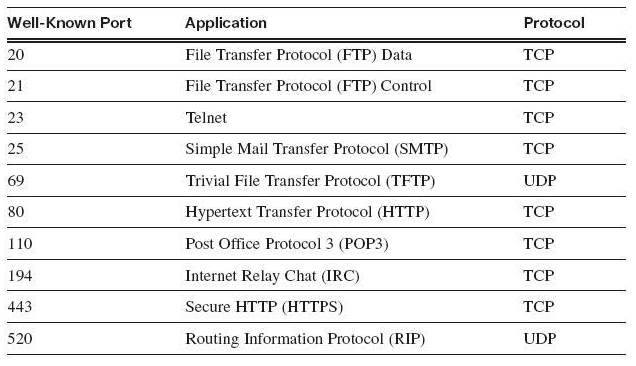 Well-Known Port Application Protocol
20 File Transfer Protocol (FTP) Data TCP
21 File Transfer Protocol (FTP) Control TCP
23 Telnet TCP
25 Simple Mail Transfer Protocol (SMTP) TCP
69 Trivial File Transfer Protocol (TFTP) UDP
80 Hypertext Transfer Protocol (HTTP) TCP
110 Post Office Protocol 3 (POP3) TCP
194 Internet Relay Chat (IRC) TCP
443 Secure HTTP (HTTPS) TCP
520 Routing Information Protocol (RIP) UDP